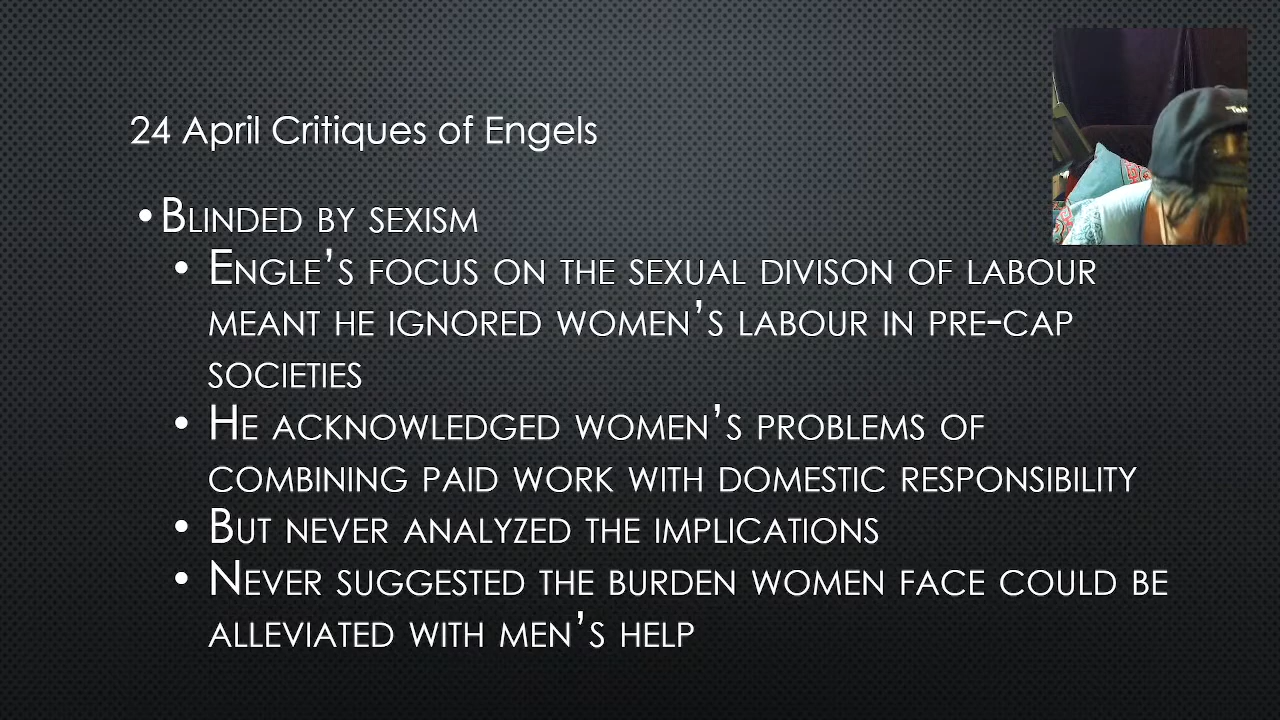 24 April Critiques of Engels
• Blinded by sexism
• Engle's focus on the sexual divison of labour
meant he ignored women's labour in pre-cap
societies
• He acknowledged women's problems of
combining paid work with domestic responsibility
• But never analyzed the implications
• Never suggested the burden women face could be
alleviated with men's help